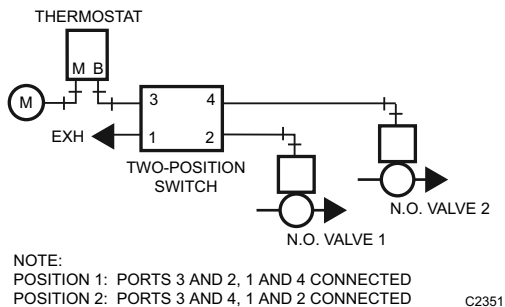 THERMOSTAT
M B
M
3 4
EXH
1 2
TWO-POSITION
SWITCH
N.O. VALVE 2
N.O. VALVE 1
NOTE:
POSITION 1: PORTS 3 AND 2, 1 AND 4 CONNECTED
POSITION 2: PORTS 3 AND 4, 1 AND 2 CONNECTED
C2351